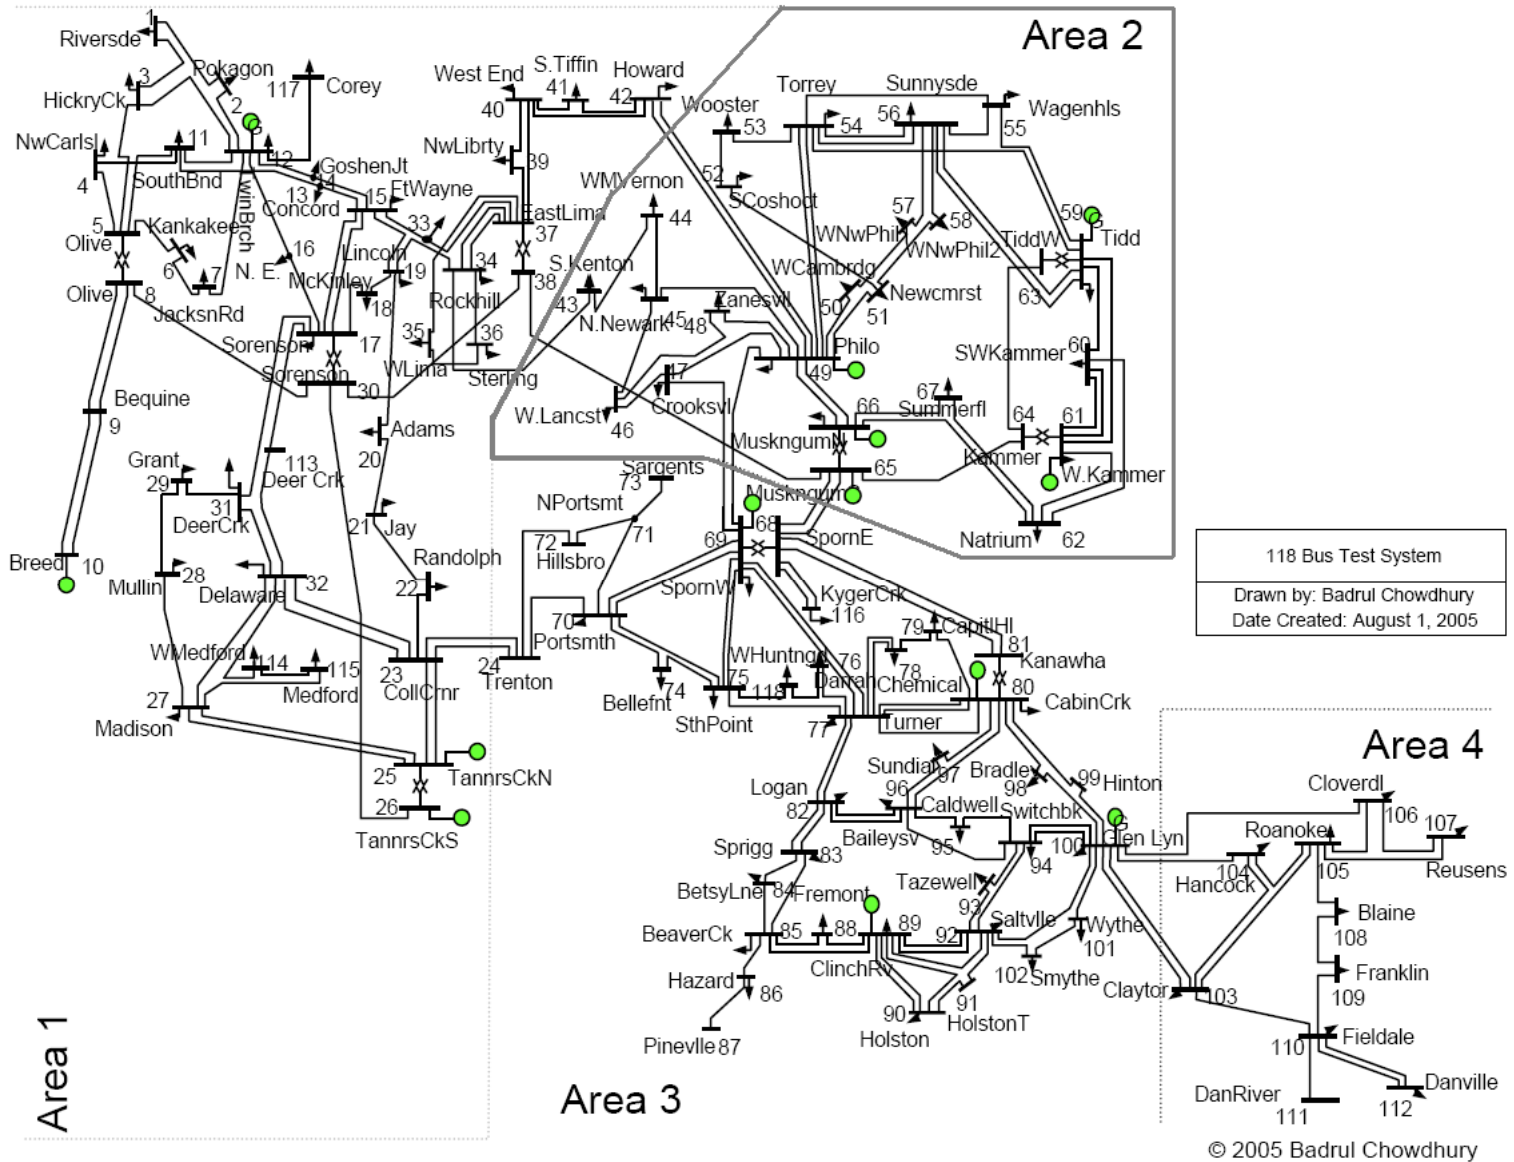 Area 2
1
Riversde
Pokagon
2
3
HickryCk
117
Corey
G
West End
40
S.Tiffin
41
Howard
42
Wooster
53
Torrey
54
Sunnysde
56
Wagenhls
55
NwCarlsl
4
11
SouthBnd
12
GoshenJt
14
13
Concord
15
FtWayne
NwLibrty
39
WMVernon
44
52
SCoshoct
57
WNwPhil1
58
WNwPhil2
59
G
TiddW
Tidd
63
5
Olive
Kankakee
6
7
JacksnRd
TwinBrch
16
N. E.
33
EastLima
37
Lincoln
19
McKinley
18
34
Rockhill
38
S.Kenton
43
N.Newark
45
Zanesvll
48
WCambrdg
50
Newcmrst
51
Olive
8
Sorenson
17
Sorenson
30
35
WLima
36
Sterling
Philo
49
SWKammer
60
47
Crooksvl
W.Lancst
46
66
MuskngumN
67
Summerfl
64
Kammer
61
W.Kammer
Bequine
9
Adams
20
65
MuskngumS
Natrium
62
Grant
29
31
DeerCrk
113
Deer Crk
21
Jay
Sargents
73
NPortsmt
71
72
Hillsbro
69
68
SpornE
SpornW
Breed
10
28
Mullin
Delaware
32
Randolph
22
70
Portsmth
KygerCrk
116
118 Bus Test System
Drawn by: Badrul Chowdhury
Date Created: August 1, 2005
WMedford
114
115
Medford
23
CollCrnr
24
Trenton
74
Bellefnt
75
SthPoint
WHuntngd
118
76
Darrah
79
CapitlHl
78
Chemical
81
Kanawha
80
CabinCrk
27
Madison
77
Turner
25
TannrsCkN
26
TannrsCkS
Area 4
Logan
82
Sundial
97
Bradley
98
99
Hinton
96
Baileysv
Caldwell
95
Switchbk
94
G
100
Glen Lyn
Cloverdl
106
107
Reusens
Roanoke
105
104
Hancock
Sprigg
83
BetsyLne
84
Fremont
Tazewell
93
BeaverCk
85
88
89
ClinchRv
92
Saltvlle
Wythe
101
102
Smythe
Blaine
108
Franklin
109
Hazard
86
90
Holston
91
HolstonT
Claytor
103
Pinevlle
87
110
Fieldale
DanRiver
111
Danville
112
Area 1
Area 3
© 2005 Badrul Chowdhury